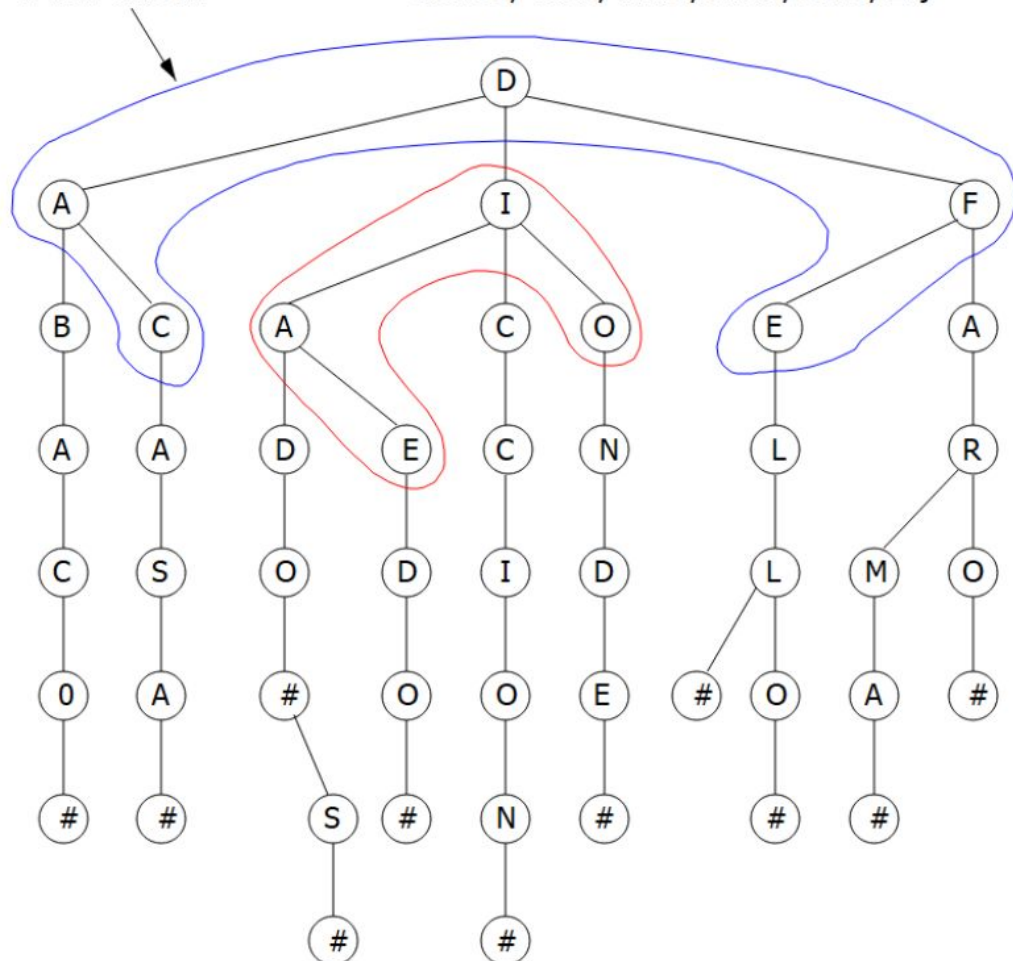 D
A I F
B C A C O E A
A A D E C N L R
C S O D I D L M O
0 A # O O E # O A #
# # S # N # # #
# #